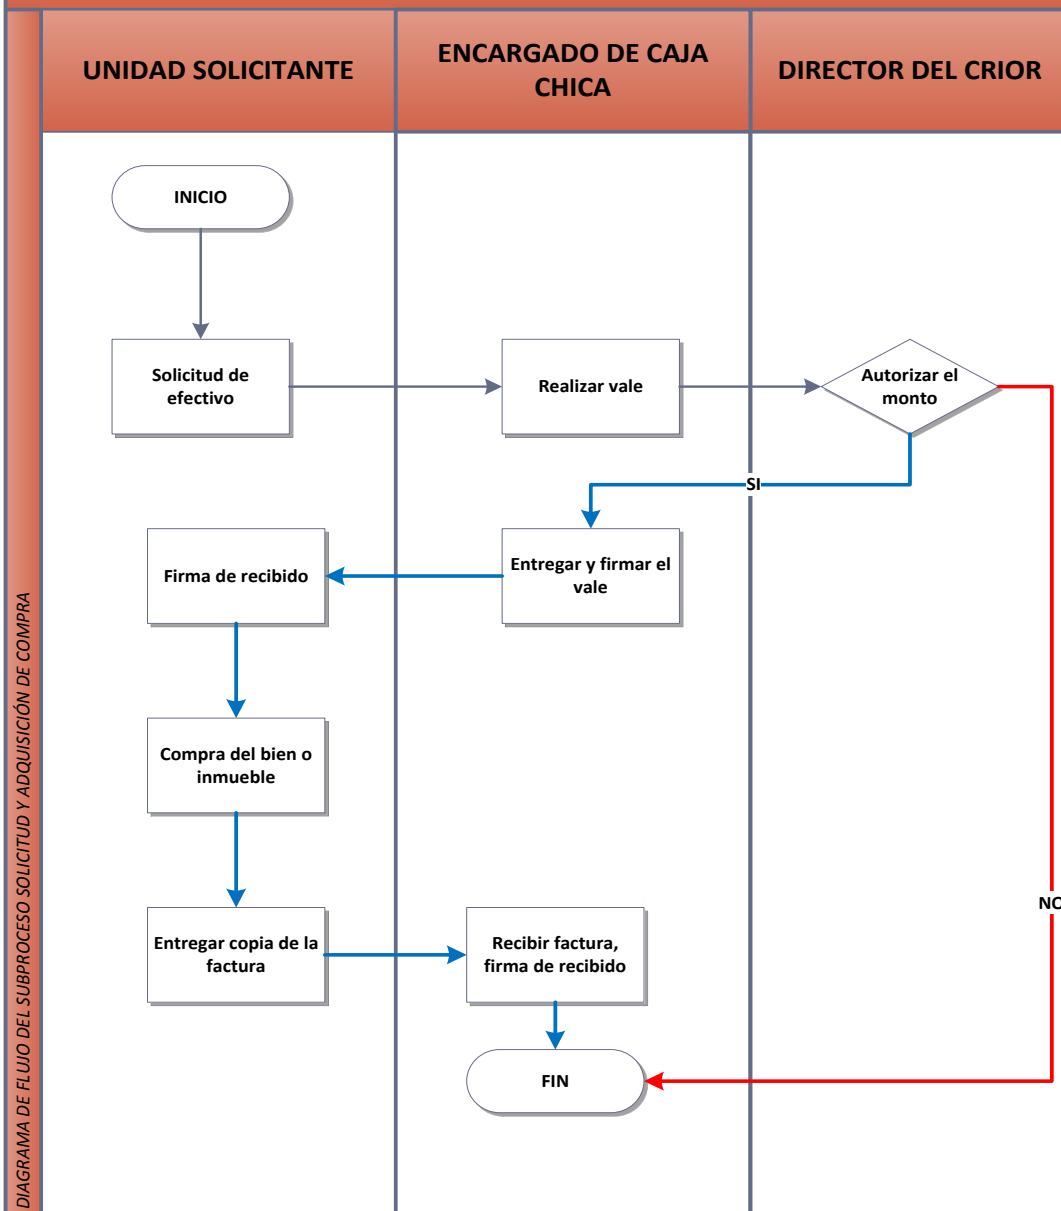 UNIDAD SOLICITANTE
ENCARGADO DE CAJA
CHICA
DIRECTOR DEL CRIOR
INICIO
Solicitud de
efectivo
Realizar vale
Autorizar el
monto
SI
Entregar y firmar el
vale
Firma de recibido
Compra del bien o
inmueble
Entregar copia de la
factura
Recibir factura,
firma de recibido
NO
FIN
DIAGRAMA DE FLUJO DEL SUBPROCESO SOLICITUD Y ADQUISICIÓN DE COMPRA